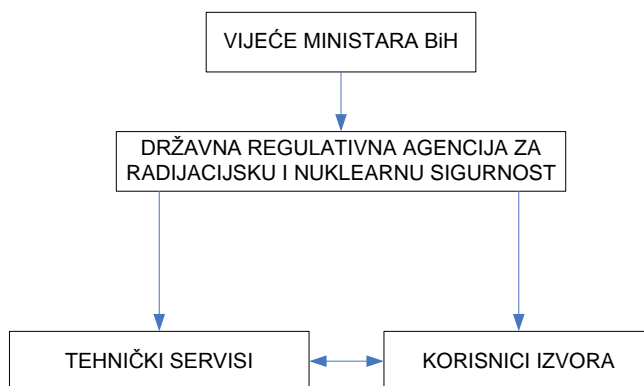 VIJEĆE MINISTARA BiH
DRŽAVNA REGULATIVNA AGENCIJA ZA
RADIJACIJSKU I NUKLEARNU SIGURNOST
TEHNIČKI SERVISI
KORISNICI IZVORA